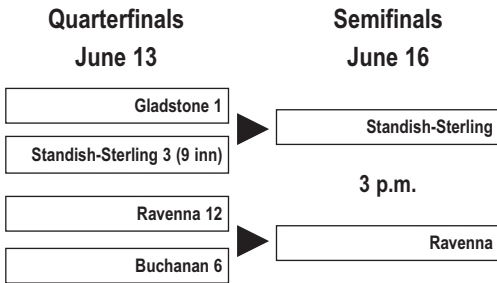 Quarterfinals
June 13
Semifinals
June 16
Gladstone 1
Standish-Sterling 3 (9 inn)
Ravenna 12
Buchanan 6
Standish-Sterling
3 p.m.
Ravenna